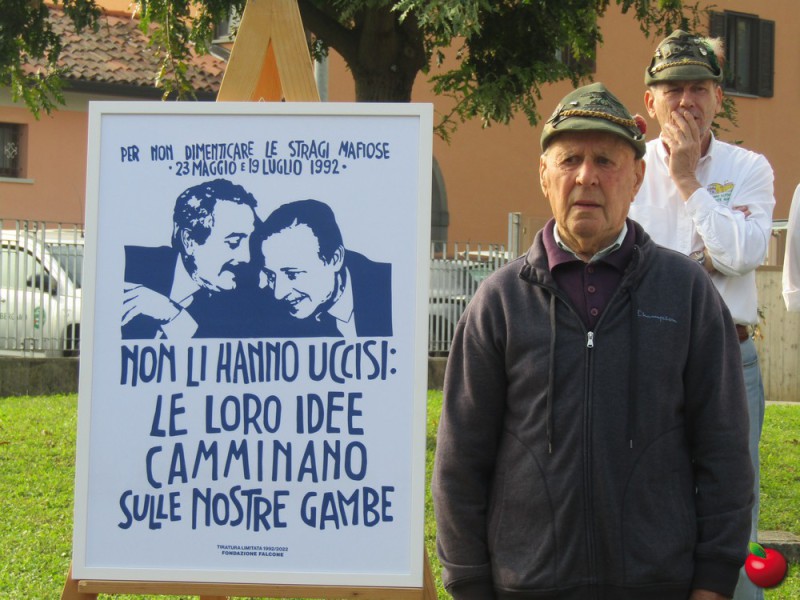 PER NON DIMENTICARE LE STRAGI MAFIOSE
· 23 MAGGIO E 19 LUGLIO 1992 ·
NON LI HANNO UCCISI:
LE LORO IDEE
CAMMINANO
SULLE NOSTRE GAMBE
TIRATURA LIMITATA 1992/2022
FONDAZIONE FALCONE